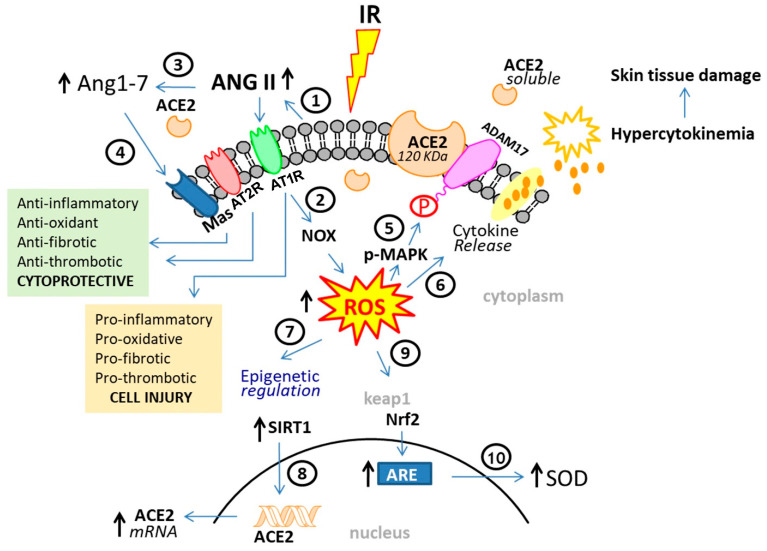 IR
3
Ang1-7
ANG II
ACE2
1
ACE2
soluble
Skin tissue damage
Hypercytokinemia
4
ACE2
120 KDa
ADAM17
Mas
AT2R
AT1R
P
2
NOX
5
p-MAPK
Cytokine
Release
6
cytoplasm
Anti-inflammatory
Anti-oxidant
Anti-fibrotic
Anti-thrombotic
CYTOPROTECTIVE
Pro-inflammatory
Pro-oxidative
Pro-fibrotic
Pro-thrombotic
CELL INJURY
ROS
7
9
Epigenetic
regulation
keap1
Nrf2
SIRT1
8
ARE
10
SOD
ACE2
mRNA
ACE2
nucleus